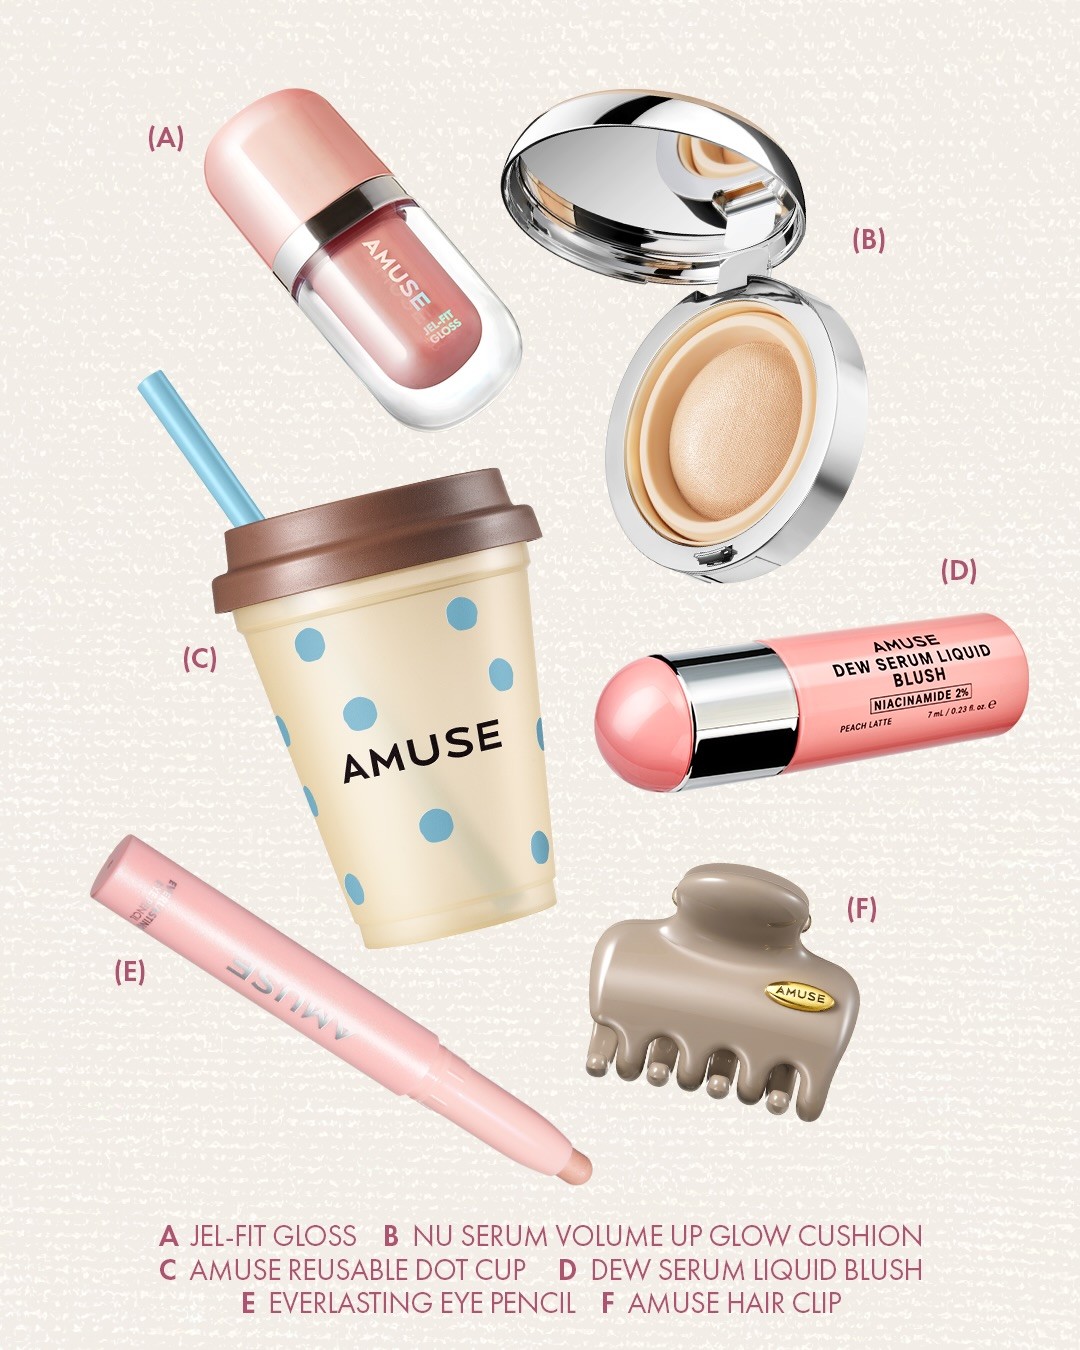 (A)
AMUSE
JEL-FIT
GLOSS
(B)
(C)
AMUSE
(D)
AMUSE
DEW SERUM LIQUID
BLUSH
NIACINAMIDE 2%
PEACH LATTE 7 mL / 0.23 fl. oz. e
(E)
AMUSE
(F)
AMUSE
A JEL-FIT GLOSS B NU SERUM VOLUME UP GLOW CUSHION
C AMUSE REUSABLE DOT CUP D DEW SERUM LIQUID BLUSH
E EVERLASTING EYE PENCIL F AMUSE HAIR CLIP